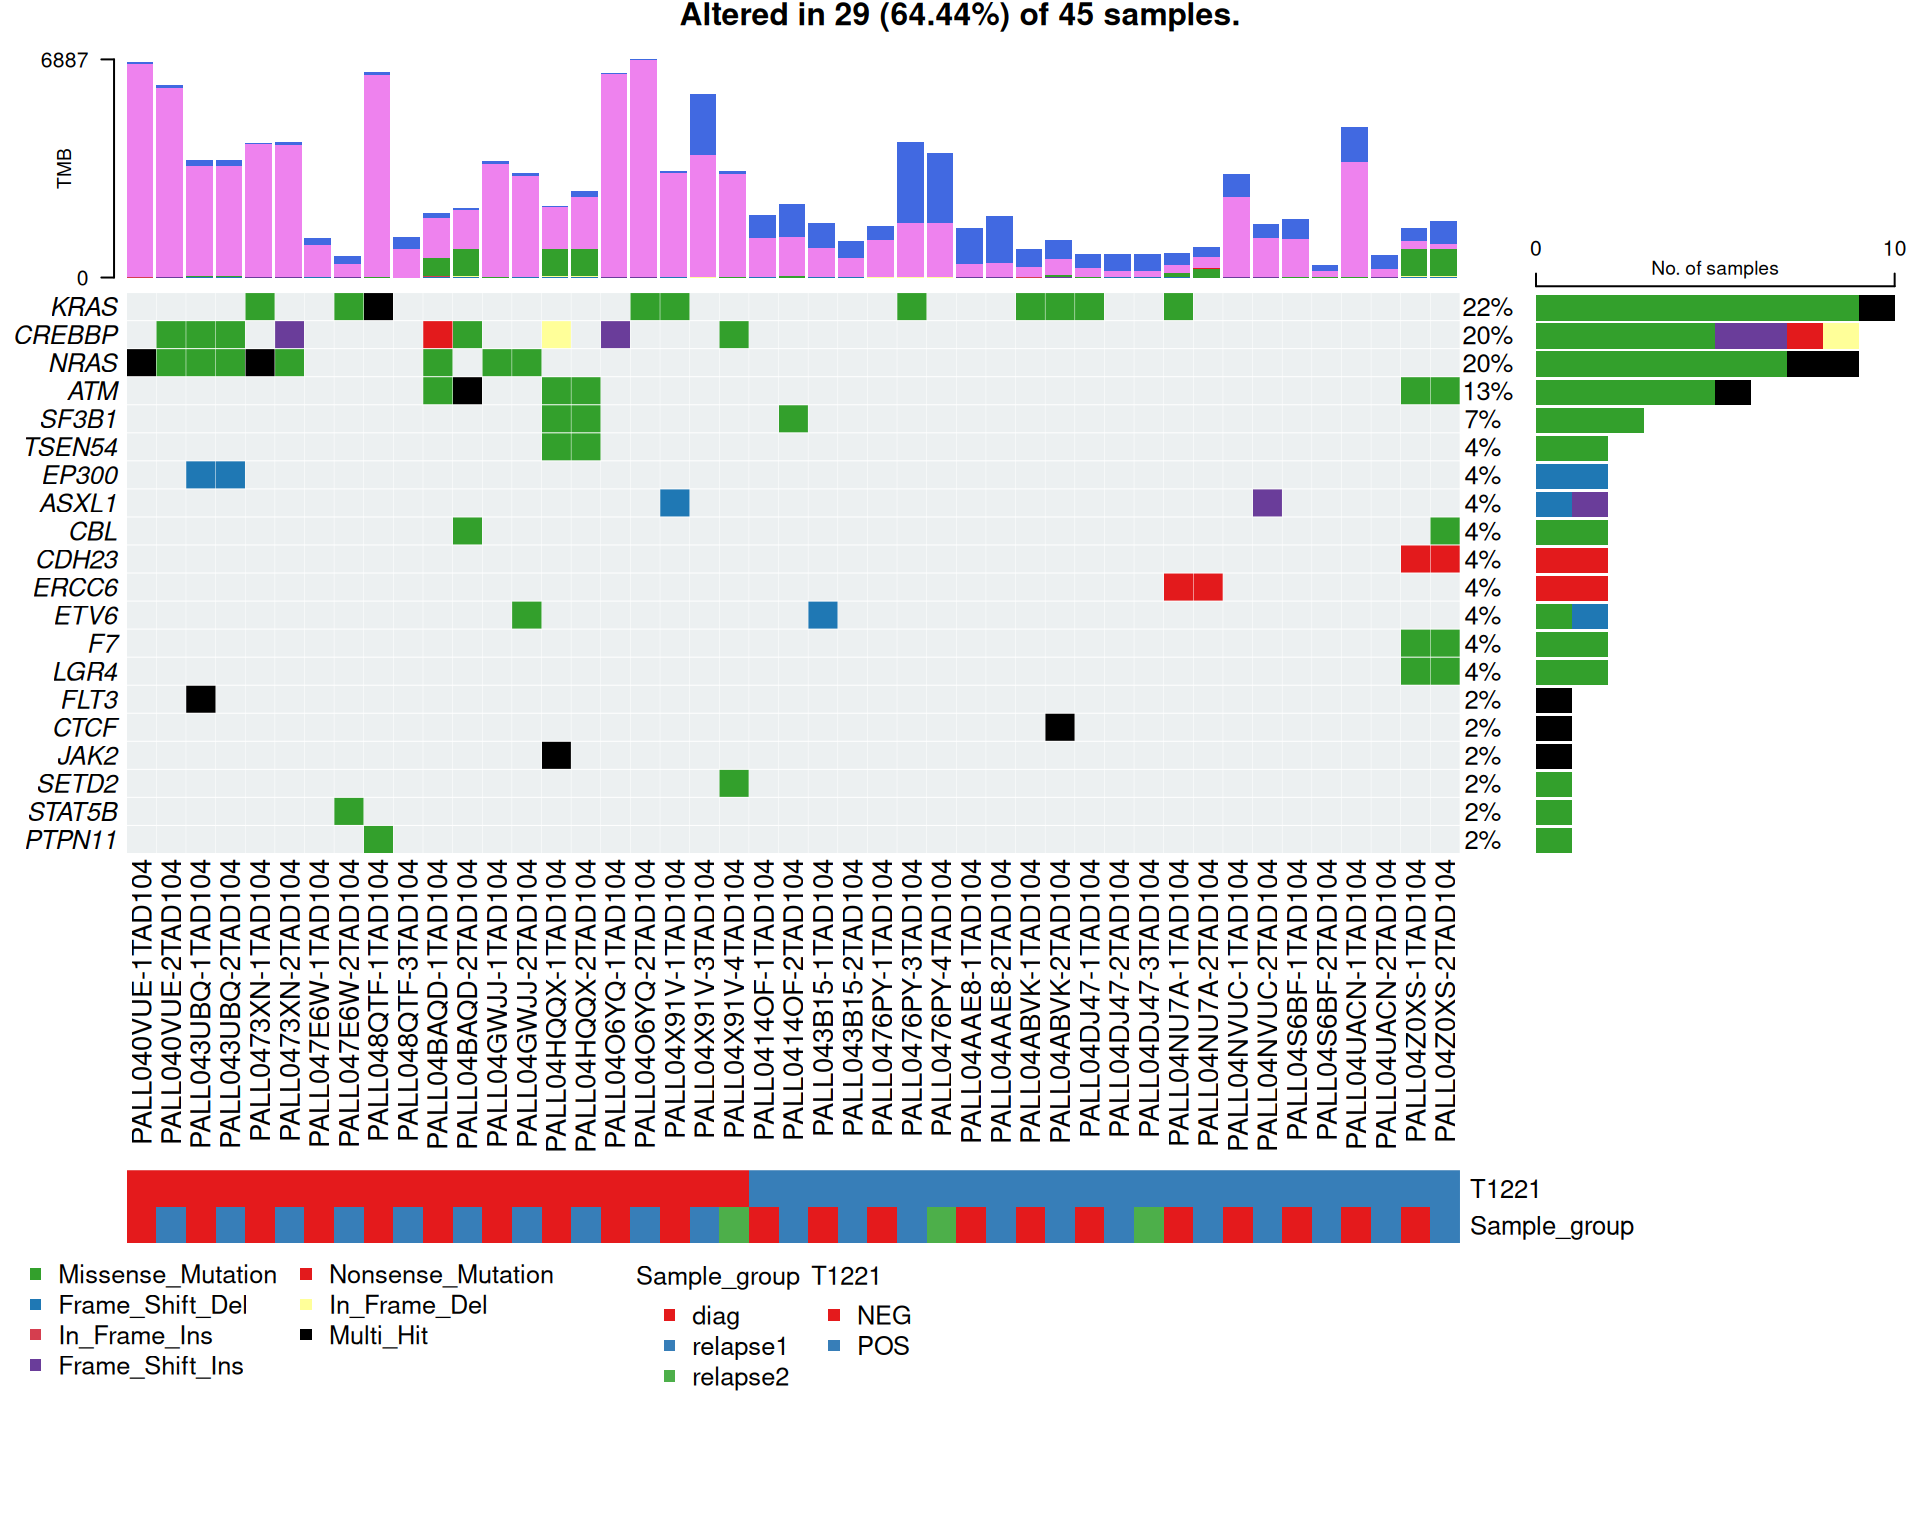 Altered in 29 (64.44%) of 45 samples.
6887
TMB
0
0
10
No. of samples
KRAS 22%
CREBBP 20%
NRAS 20%
ATM 13%
SF3B1 7%
TSEN54 4%
EP300 4%
ASXL1 4%
CBL 4%
CDH23 4%
ERCC6 4%
ETV6 4%
F7 4%
LGR4 4%
FLT3 2%
CTCF 2%
JAK2 2%
SETD2 2%
STAT5B 2%
PTPN11 2%
PALL040VUE-1TAD104
PALL040VUE-2TAD104
PALL043UBQ-1TAD104
PALL043UBQ-2TAD104
PALL0473XN-1TAD104
PALL0473XN-2TAD104
PALL047E6W-1TAD104
PALL047E6W-2TAD104
PALL048QTF-1TAD104
PALL048QTF-3TAD104
PALL04BAQD-1TAD104
PALL04BAQD-2TAD104
PALL04GWJJ-1TAD104
PALL04GWJJ-2TAD104
PALL04HQQX-1TAD104
PALL04HQQX-2TAD104
PALL04O6YQ-1TAD104
PALL04O6YQ-2TAD104
PALL04X91V-1TAD104
PALL04X91V-3TAD104
PALL04X91V-4TAD104
PALL0414OF-1TAD104
PALL0414OF-2TAD104
PALL043B15-1TAD104
PALL043B15-2TAD104
PALL0476PY-1TAD104
PALL0476PY-3TAD104
PALL0476PY-4TAD104
PALL04AAE8-1TAD104
PALL04AAE8-2TAD104
PALL04ABVK-1TAD104
PALL04ABVK-2TAD104
PALL04DJ47-1TAD104
PALL04DJ47-2TAD104
PALL04DJ47-3TAD104
PALL04NU7A-1TAD104
PALL04NU7A-2TAD104
PALL04NVUC-1TAD104
PALL04NVUC-2TAD104
PALL04S6BF-1TAD104
PALL04S6BF-2TAD104
PALL04UACN-1TAD104
PALL04UACN-2TAD104
PALL04Z0XS-1TAD104
PALL04Z0XS-2TAD104
T1221
Sample_group
Missense_Mutation
Frame_Shift_Del
In_Frame_Ins
Frame_Shift_Ins
Nonsense_Mutation
In_Frame_Del
Multi_Hit
Sample_group
diag
relapse1
relapse2
T1221
NEG
POS